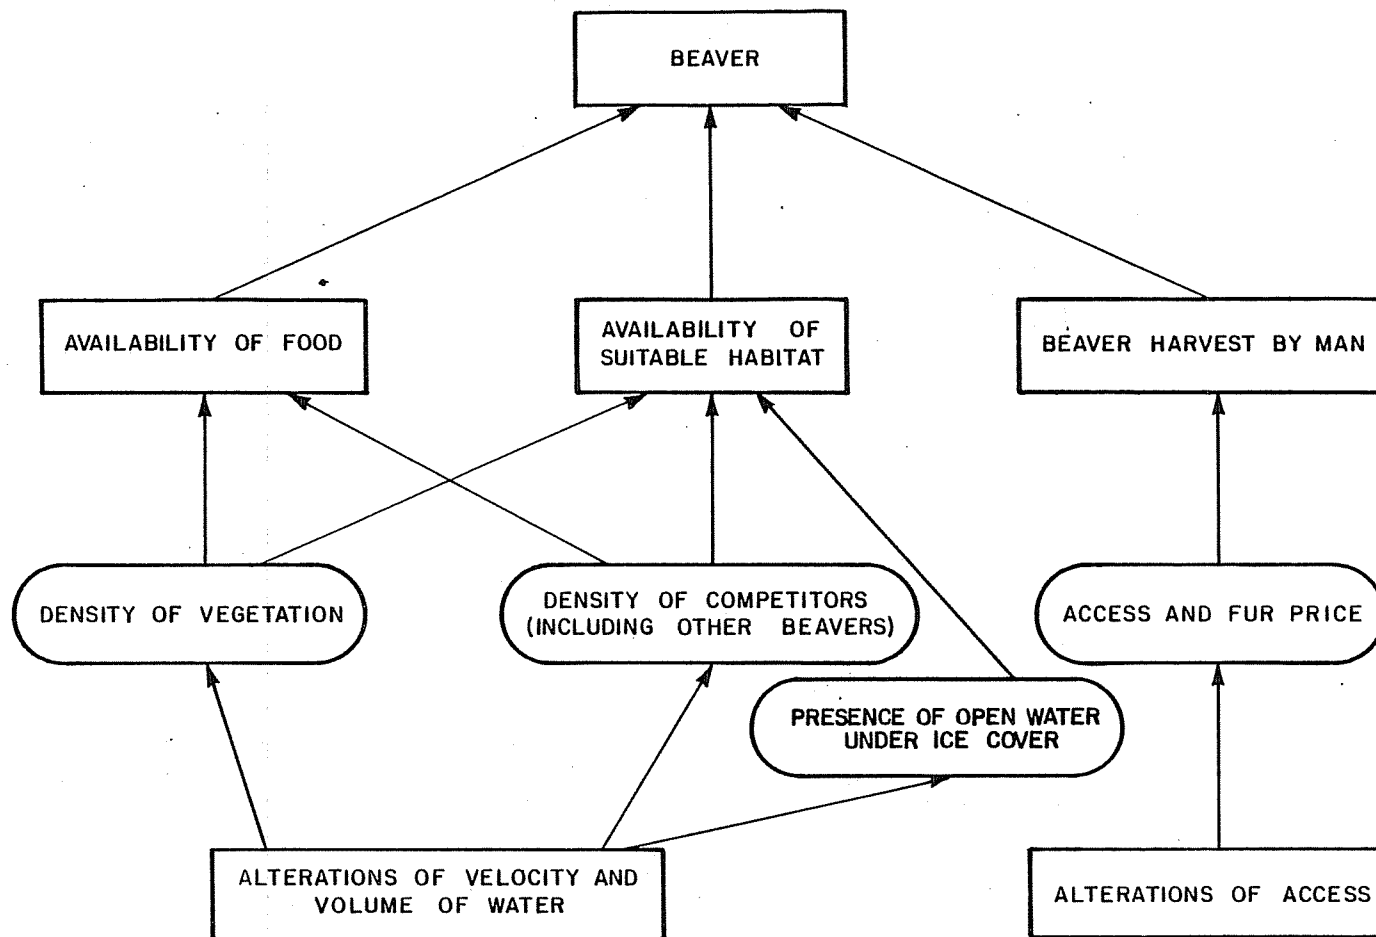 BEAVER
AVAILABILITY OF FOOD
AVAILABILITY OF
SUITABLE HABITAT
BEAVER HARVEST BY MAN
DENSITY OF VEGETATION
DENSITY OF COMPETITORS
(INCLUDING OTHER BEAVERS)
ACCESS AND FUR PRICE
PRESENCE OF OPEN WATER
UNDER ICE COVER
ALTERATIONS OF VELOCITY AND
VOLUME OF WATER
ALTERATIONS OF ACCESS